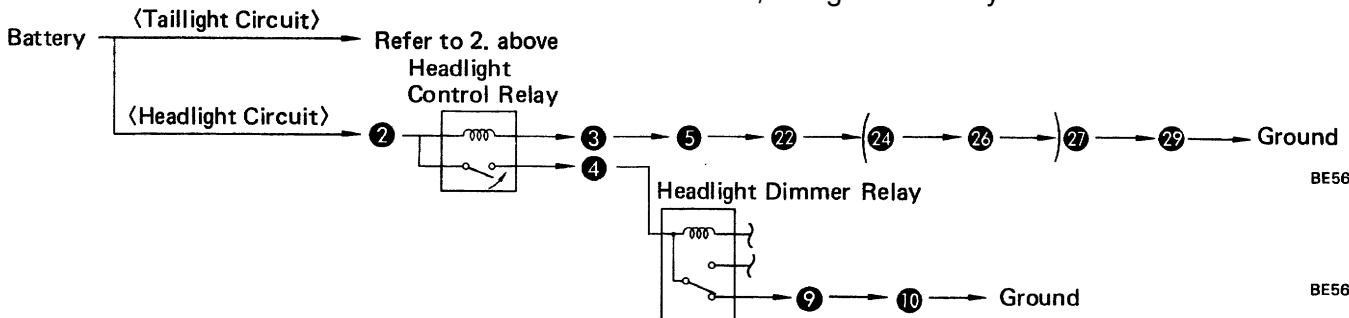 〈Taillight Circuit〉
Battery
Refer to 2. above
Headlight
Control Relay
〈Headlight Circuit〉
2
3
5
22
(24
26
)27
29
Ground
4
BE56
Headlight Dimmer Relay
9
10
Ground
BE56